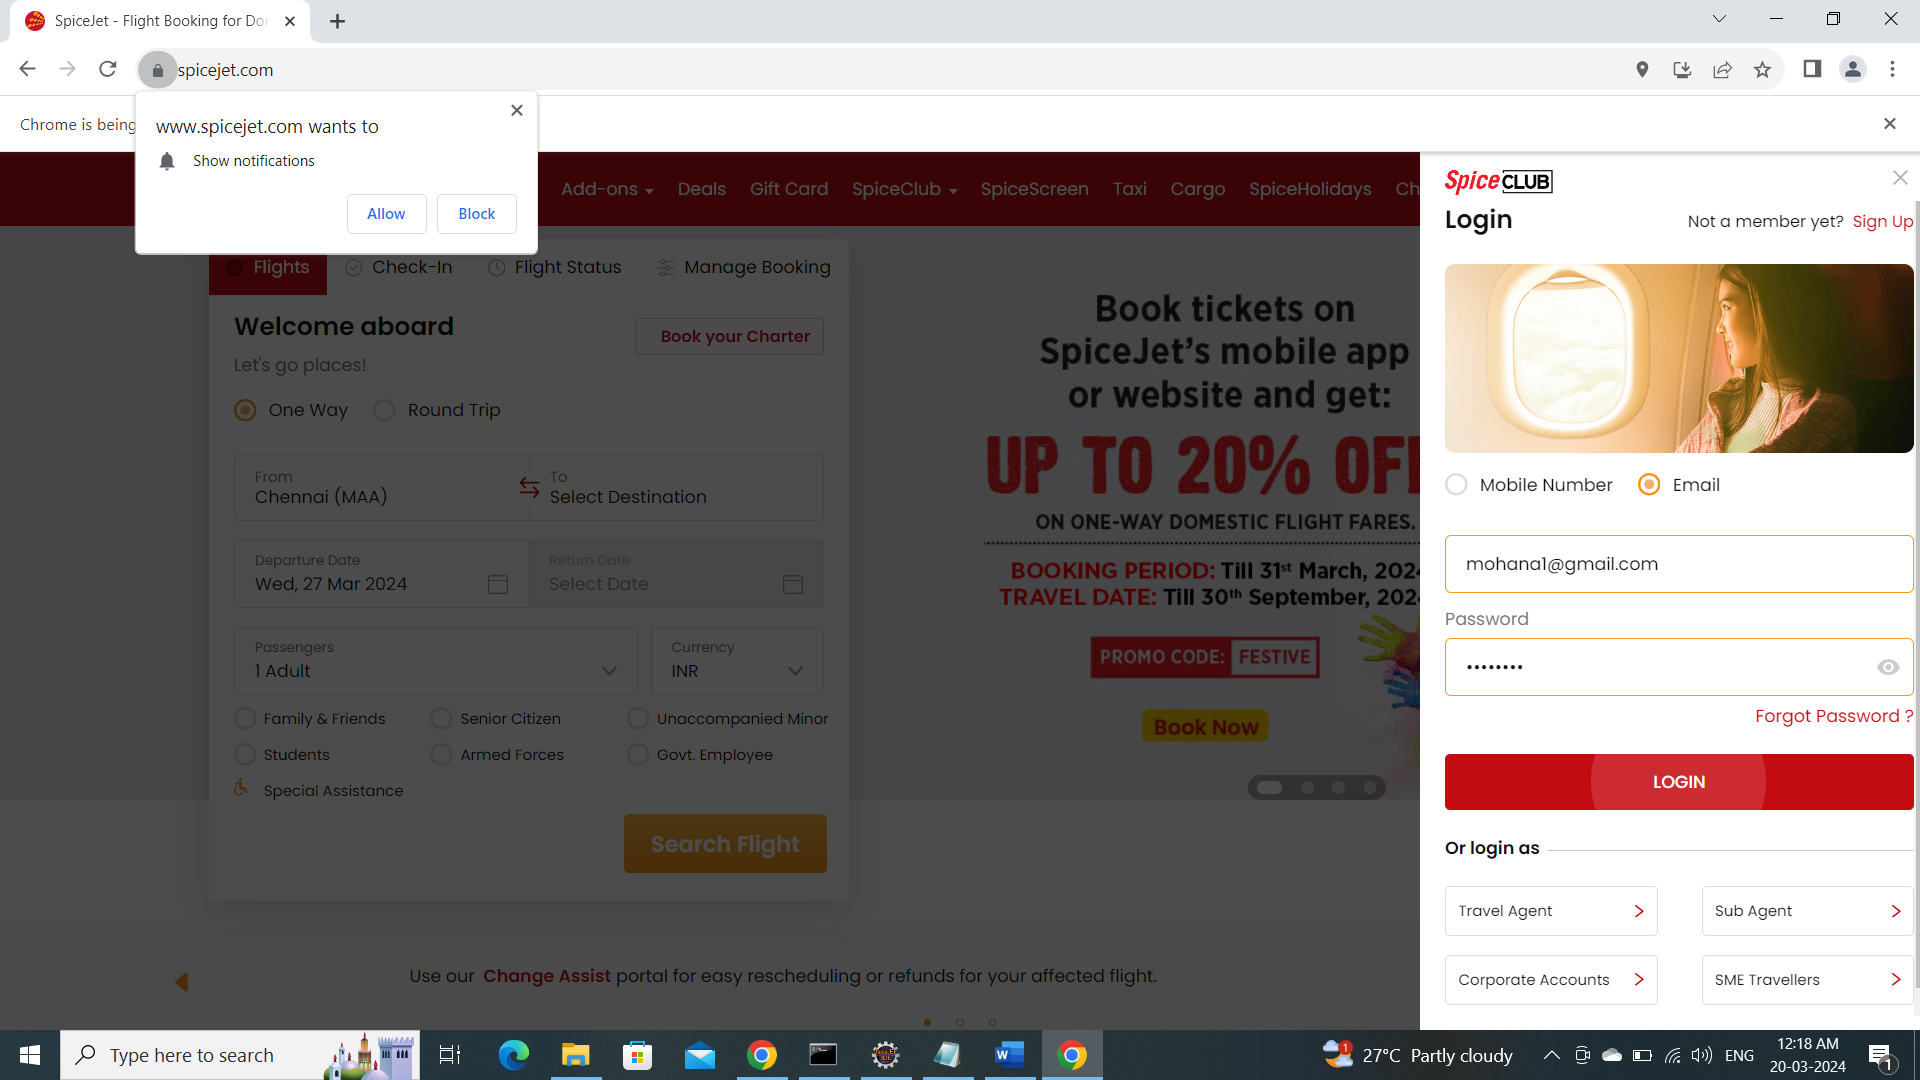 SpiceJet - Flight Booking for Do
spicejet.com
Chrome is being
www.spicejet.com wants to
Show notifications
Allow
Block
Add-ons
Deals
Gift Card
SpiceClub
SpiceScreen
Taxi
Cargo
SpiceHolidays
Ch
Flights
Check-In
Flight Status
Manage Booking
Welcome aboard
Book your Charter
Let's go places!
One Way
Round Trip
From
Chennai (MAA)
To
Select Destination
Departure Date
Wed, 27 Mar 2024
Return Date
Select Date
Passengers
1 Adult
Currency
INR
Family & Friends
Senior Citizen
Unaccompanied Minor
Students
Armed Forces
Govt. Employee
Special Assistance
Search Flight
Book tickets on
SpiceJet's mobile app
or website and get:
UP TO 20% OF
ON ONE-WAY DOMESTIC FLIGHT FARES.
BOOKING PERIOD: Till 31st March, 202
TRAVEL DATE: Till 30th September, 202
PROMO CODE: FESTIVE
Book Now
Use our Change Assist portal for easy rescheduling or refunds for your affected flight.
Spice CLUB
Login
Not a member yet? Sign Up
Mobile Number
Email
mohana1@gmail.com
Password
••••••••
Forgot Password ?
LOGIN
Or login as
Travel Agent
Sub Agent
Corporate Accounts
SME Travellers
Type here to search
1
27°C Partly cloudy
ENG
12:18 AM
20-03-2024
1